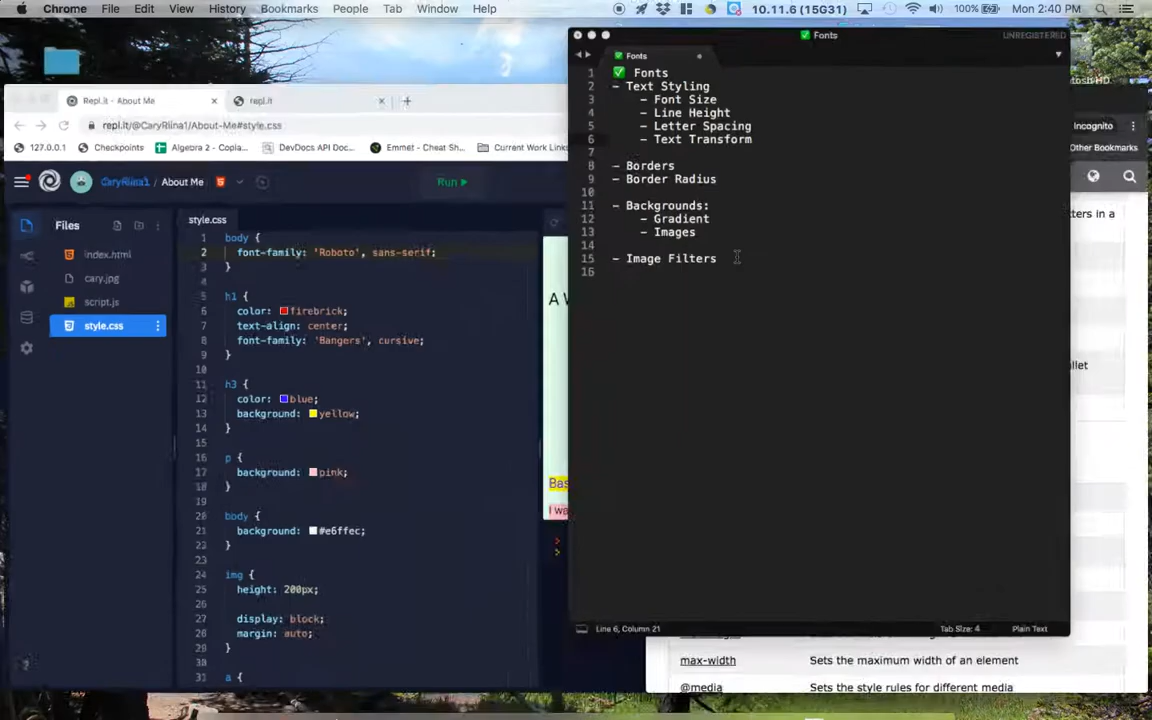 Chrome File Edit View History Bookmarks People Tab Window Help 10.11.6 (15G31) 100% Mon 2:40 PM
Fonts UNREGISTERED
Fonts
1 ✅ Fonts
2 - Text Styling
3 - Font Size
4 - Line Height
5 - Letter Spacing
6 - Text Transform
7
8 - Borders
9 - Border Radius
10
11 - Backgrounds:
12 - Gradient
13 - Images
14
15 - Image Filters
16
Line 6, Column 21 Tab Size: 4 Plain Text
Repl.it - About Me repl.it
repl.it/@CaryRlina1/About-Me#style.css Incognito
127.0.0.1 Checkpoints Algebra 2 - Copia... DevDocs API Doc... Emmet - Cheat Sh... Current Work Link Other Bookmarks
CaryRlina1 / About Me Run
Files
index.html
cary.jpg
script.js
style.css
style.css
1 body {
2 font-family: 'Roboto', sans-serif;
3 }
4
5 h1 {
6 color: firebrick;
7 text-align: center;
8 font-family: 'Bangers', cursive;
9 }
10
11 h3 {
12 color: blue;
13 background: yellow;
14 }
15
16 p {
17 background: pink;
18 }
19
20 body {
21 background: #e6ffec;
22 }
23
24 img {
25 height: 200px;
26
27 display: block;
28 margin: auto;
29 }
30
31 a {
A W
Bas
I wa
ters in a
max-width Sets the maximum width of an element
@media Sets the style rules for different media